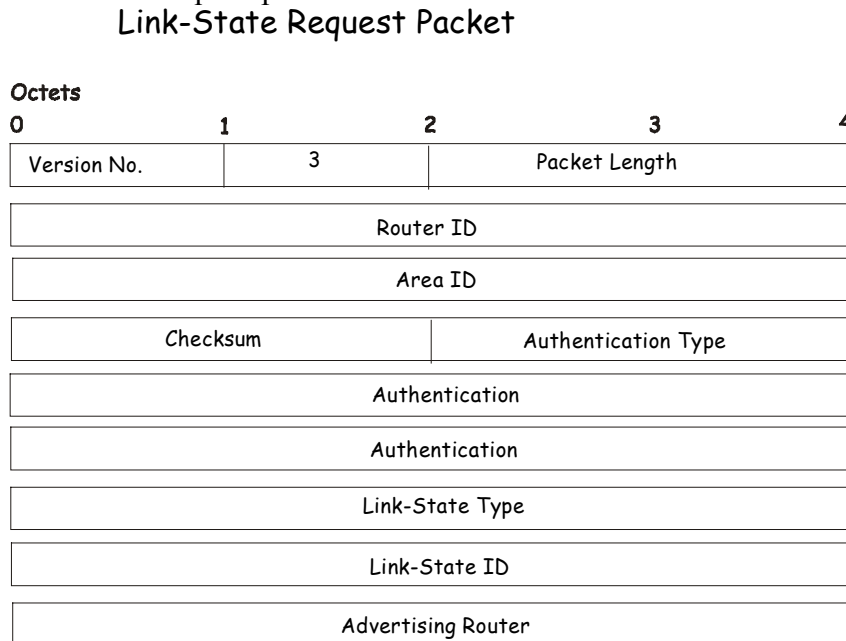 Link-State Request Packet
Octets
0 1 2 3 4
Version No. 3 Packet Length
Router ID
Area ID
Checksum Authentication Type
Authentication
Authentication
Link-State Type
Link-State ID
Advertising Router